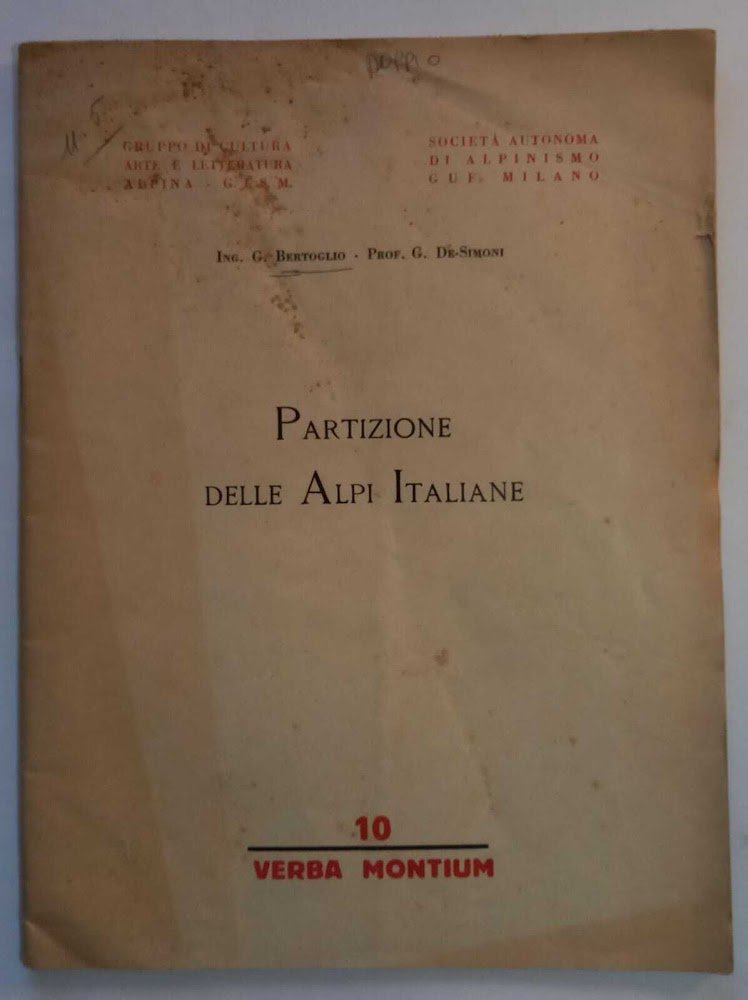 DOPPIO
GRUPPO DI CULTURA
ARTE E LETTERATURA
ALPINA - G.E.S.M.
SOCIETÀ AUTONOMA
DI ALPINISMO
GUF. MILANO
ING. G. BERTOGLIO - PROF. G. DE-SIMONI
PARTIZIONE
DELLE ALPI ITALIANE
10
VERBA MONTIUM